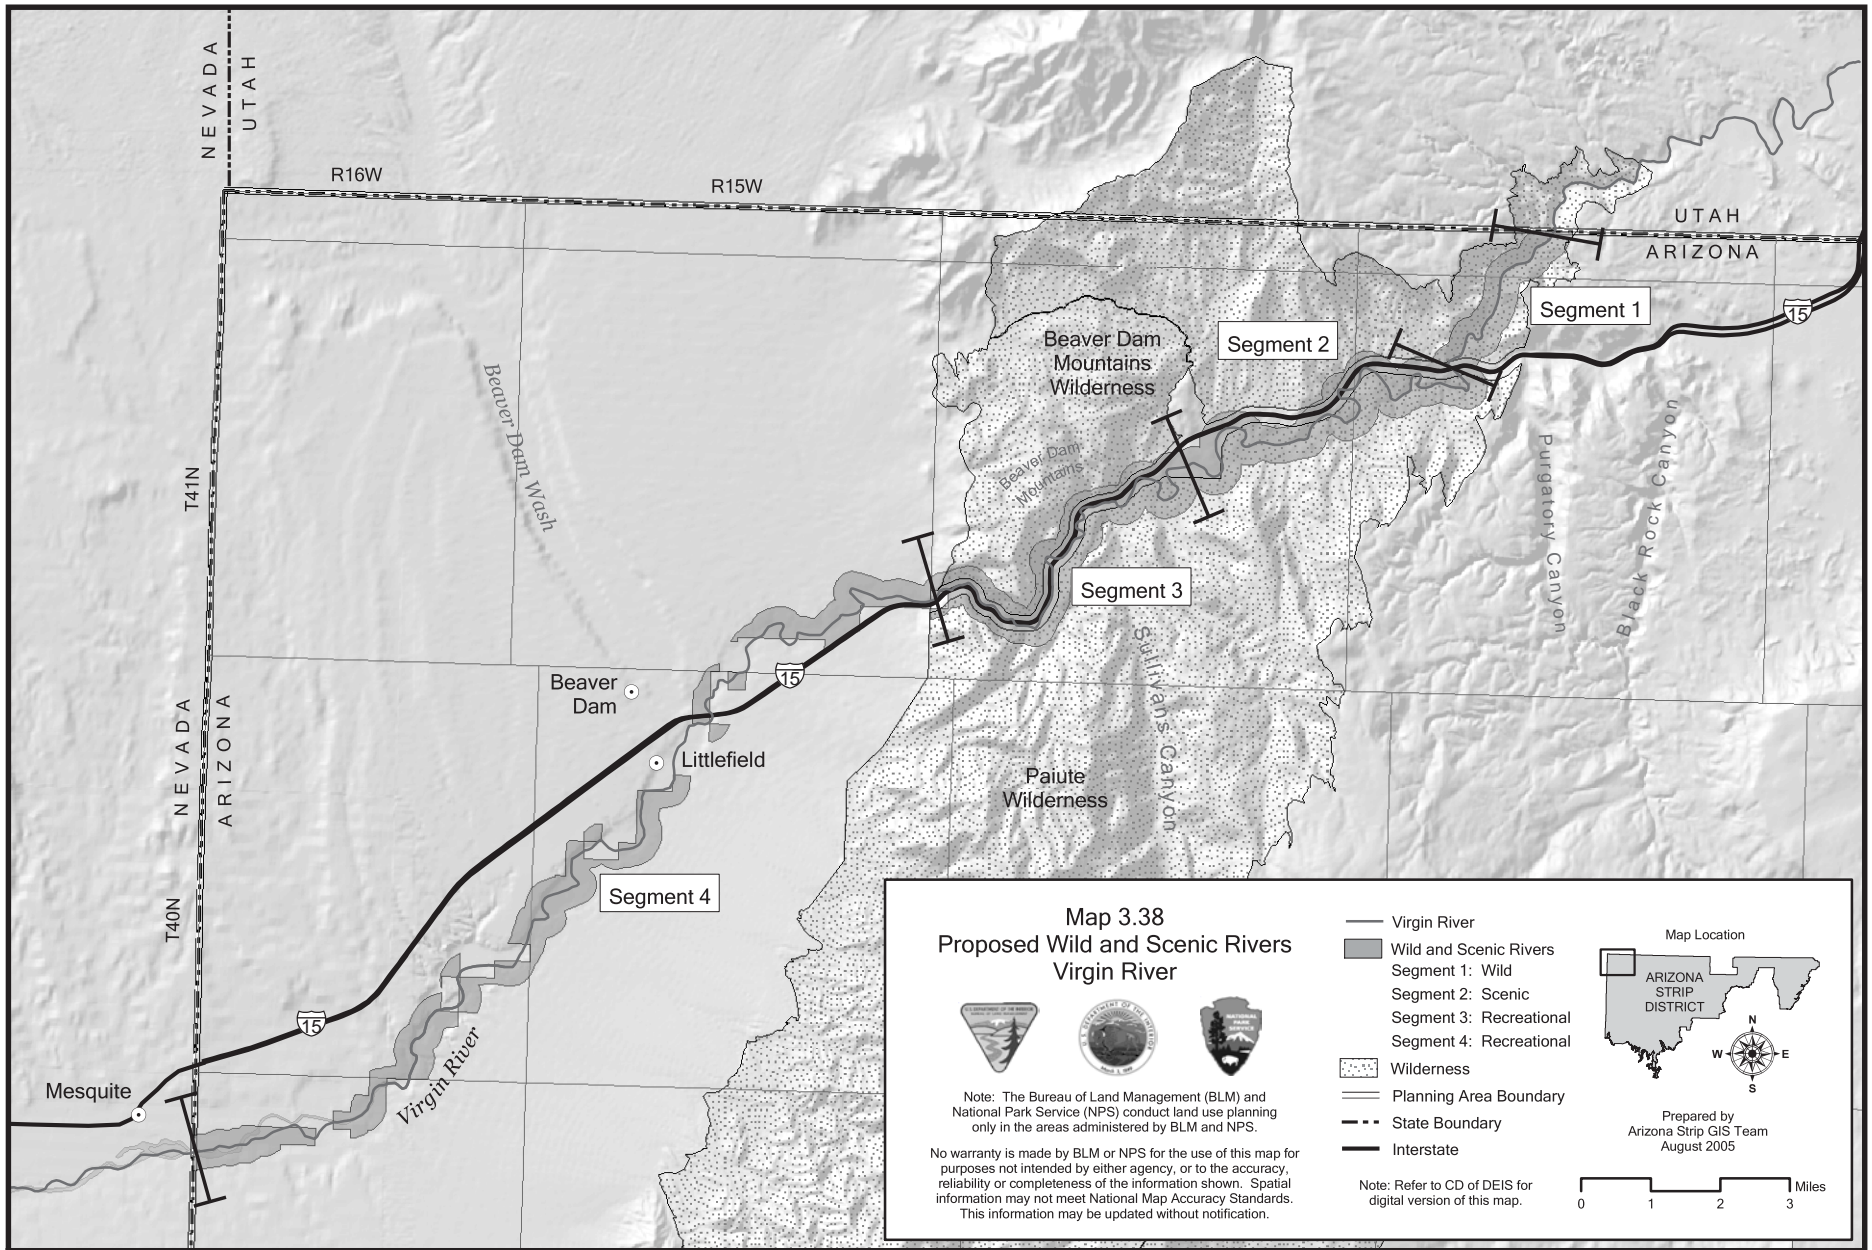 NEVADA
UTAH
R16W
R15W
UTAH
ARIZONA
Segment 1
15
Segment 2
Beaver Dam
Mountains
Wilderness
Beaver Dam Wash
Beaver Dam
Mountains
T41N
Purgatory Canyon
Black Rock Canyon
Segment 3
Sullivans Canyon
15
Beaver
Dam
Littlefield
NEVADA
ARIZONA
Paiute
Wilderness
Segment 4
T40N
15
Virgin River
Mesquite
Map 3.38
Proposed Wild and Scenic Rivers
Virgin River
NATIONAL
PARK
SERVICE
Note: The Bureau of Land Management (BLM) and
National Park Service (NPS) conduct land use planning
only in the areas administered by BLM and NPS.
No warranty is made by BLM or NPS for the use of this map for
purposes not intended by either agency, or to the accuracy,
reliability or completeness of the information shown. Spatial
information may not meet National Map Accuracy Standards.
This information may be updated without notification.
Virgin River
Wild and Scenic Rivers
Segment 1: Wild
Segment 2: Scenic
Segment 3: Recreational
Segment 4: Recreational
Wilderness
Planning Area Boundary
State Boundary
Interstate
Note: Refer to CD of DEIS for
digital version of this map.
Map Location
ARIZONA
STRIP
DISTRICT
N
W E
S
Prepared by
Arizona Strip GIS Team
August 2005
Miles
0 1 2 3